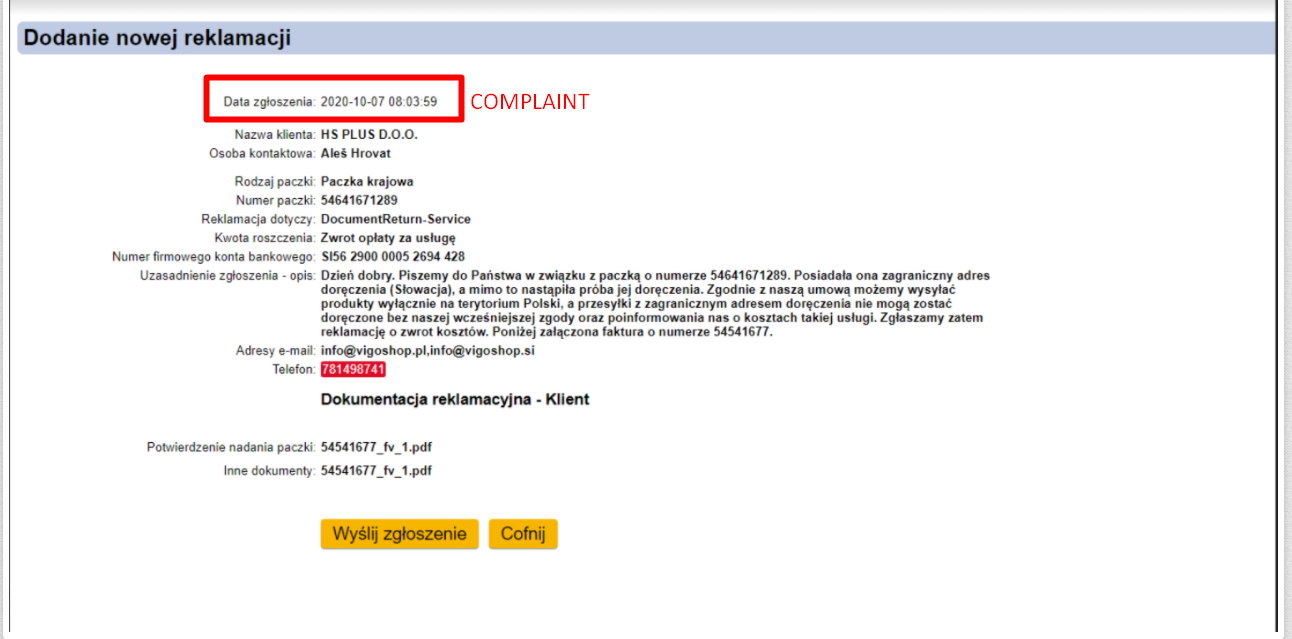 Dodanie nowej reklamacji
Data zgłoszenia: 2020-10-07 08:03:59 COMPLAINT
Nazwa klienta: HS PLUS D.O.O.
Osoba kontaktowa: Aleš Hrovat
Rodzaj paczki: Paczka krajowa
Numer paczki: 54641671289
Reklamacja dotyczy: DocumentReturn-Service
Kwota roszczenia: Zwrot opłaty za usługę
Numer firmowego konta bankowego: SI56 2900 0005 2694 428
Uzasadnienie zgłoszenia - opis: Dzień dobry. Piszemy do Państwa w związku z paczką o numerze 54641671289. Posiadała ona zagraniczny adres
doręczenia (Słowacja), a mimo to nastąpiła próba jej doręczenia. Zgodnie z naszą umową możemy wysyłać
produkty wyłącznie na terytorium Polski, a przesyłki z zagranicznym adresem doręczenia nie mogą zostać
doręczone bez naszej wcześniejszej zgody oraz poinformowania nas o kosztach takiej usługi. Zgłaszamy zatem
reklamację o zwrot kosztów. Poniżej załączona faktura o numerze 54541677.
Adresy e-mail: info@vigoshop.pl,info@vigoshop.si
Telefon: 781498741
Dokumentacja reklamacyjna - Klient
Potwierdzenie nadania paczki: 54541677_fv_1.pdf
Inne dokumenty: 54541677_fv_1.pdf
Wyślij zgłoszenie Cofnij